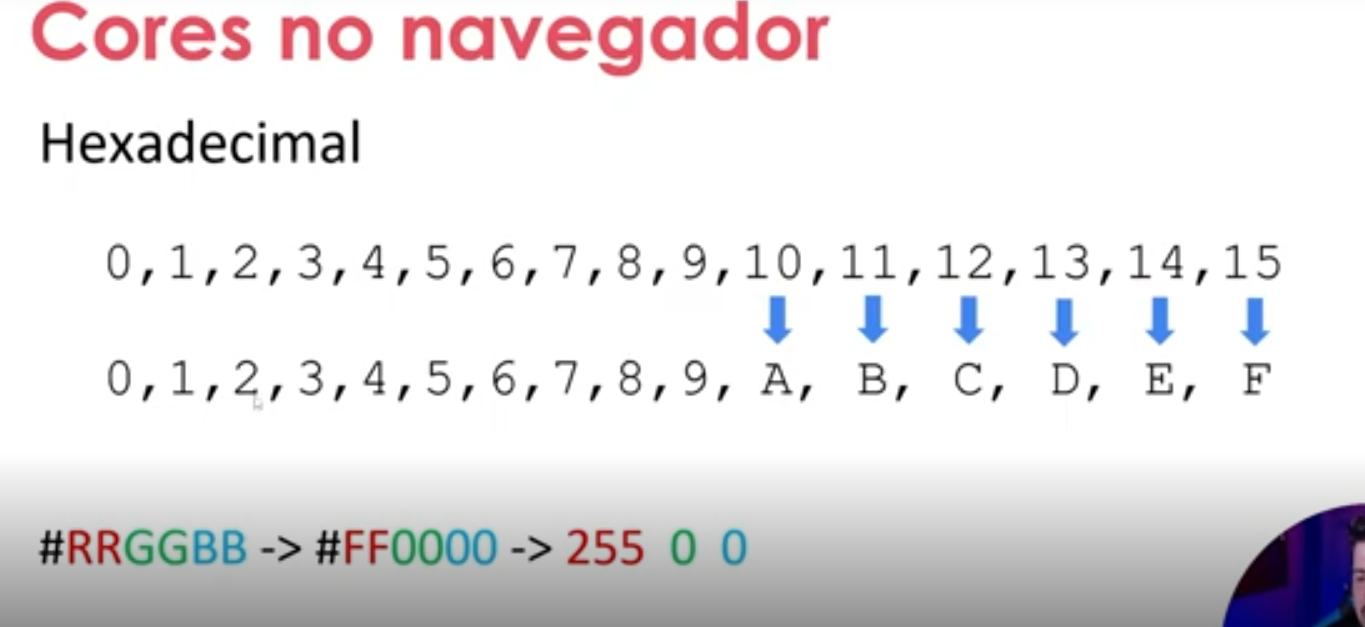 Cores no navegador
Hexadecimal
0,1,2,3,4,5,6,7,8,9,10,11,12,13,14,15
0,1,2,3,4,5,6,7,8,9, A, B, C, D, E, F
#RRGGBB -> #FF0000 -> 255 0 0